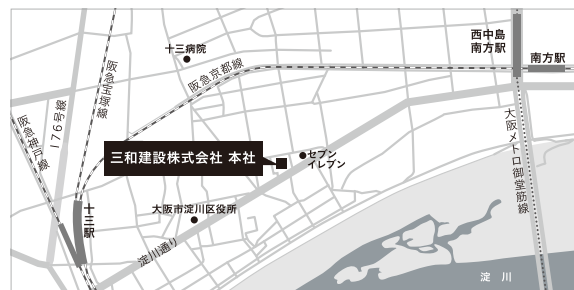 西中島
南方駅
南方駅
十三病院
阪急京都線
阪急宝塚線
176号線
阪急神戸線
三和建設株式会社 本社
セブン
イレブン
大阪メトロ御堂筋線
十三駅
大阪市淀川区役所
淀川通り
淀 川